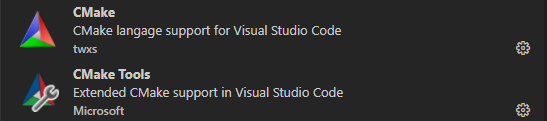 CMake
CMake langage support for Visual Studio Code
twxs
CMake Tools
Extended CMake support in Visual Studio Code
Microsoft